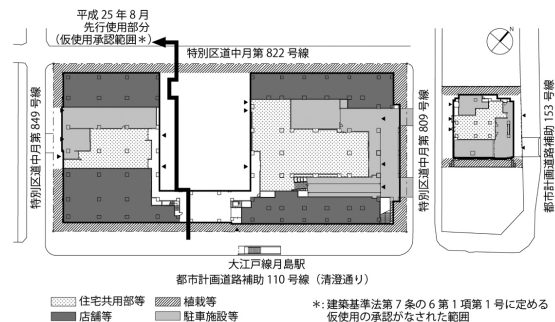 平成 25 年 8 月
先行使用部分
（仮使用承認範囲＊）
特別区道中月第 822 号線
N
特別区道中月第 849 号線
特別区道中月第 809 号線
都市計画道路補助 153 号線
大江戸線月島駅
都市計画道路補助 110 号線（清澄通り）
住宅共用部等
植栽等
店舗等
駐車施設等
＊: 建築基準法第 7 条の 6 第 1 項第 1 号に定める
仮使用の承認がなされた範囲